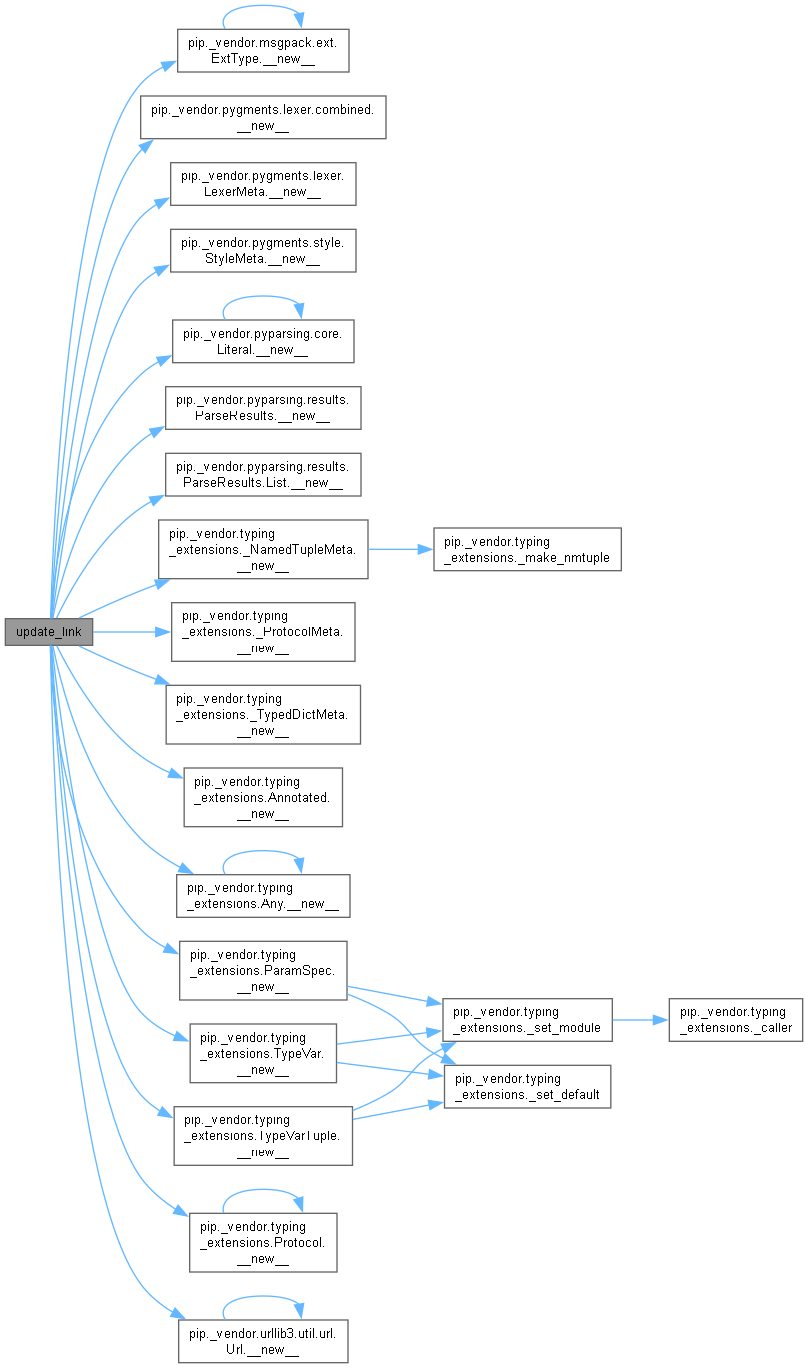 pip._vendor.msgpack.ext.
ExtType.__new__
pip._vendor.pygments.lexer.combined.
__new__
pip._vendor.pygments.lexer.
LexerMeta.__new__
pip._vendor.pygments.style.
StyleMeta.__new__
pip._vendor.pyparsing.core.
Literal.__new__
pip._vendor.pyparsing.results.
ParseResults.__new__
pip._vendor.pyparsing.results.
ParseResults.List.__new__
pip._vendor.typing
_extensions._NamedTupleMeta.
__new__
pip._vendor.typing
_extensions._make_nmtuple
update_link
pip._vendor.typing
_extensions._ProtocolMeta.
__new__
pip._vendor.typing
_extensions._TypedDictMeta.
__new__
pip._vendor.typing
_extensions.Annotated.
__new__
pip._vendor.typing
_extensions.Any.__new__
pip._vendor.typing
_extensions.ParamSpec.
__new__
pip._vendor.typing
_extensions._set_module
pip._vendor.typing
_extensions._caller
pip._vendor.typing
_extensions.TypeVar.
__new__
pip._vendor.typing
_extensions._set_default
pip._vendor.typing
_extensions.TypeVarTuple.
__new__
pip._vendor.typing
_extensions.Protocol.
__new__
pip._vendor.urllib3.util.url.
Url.__new__